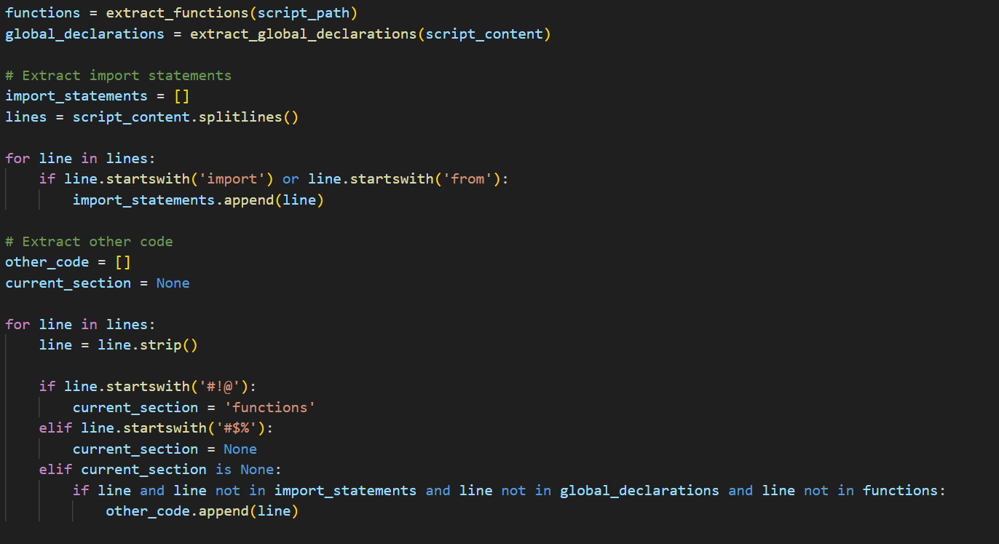 functions = extract_functions(script_path)
global_declarations = extract_global_declarations(script_content)

# Extract import statements
import_statements = []
lines = script_content.splitlines()

for line in lines:
    if line.startswith('import') or line.startswith('from'):
        import_statements.append(line)

# Extract other code
other_code = []
current_section = None

for line in lines:
    line = line.strip()

    if line.startswith('#!@'):
        current_section = 'functions'
    elif line.startswith('#$%'):
        current_section = None
    elif current_section is None:
        if line and line not in import_statements and line not in global_declarations and line not in functions:
            other_code.append(line)